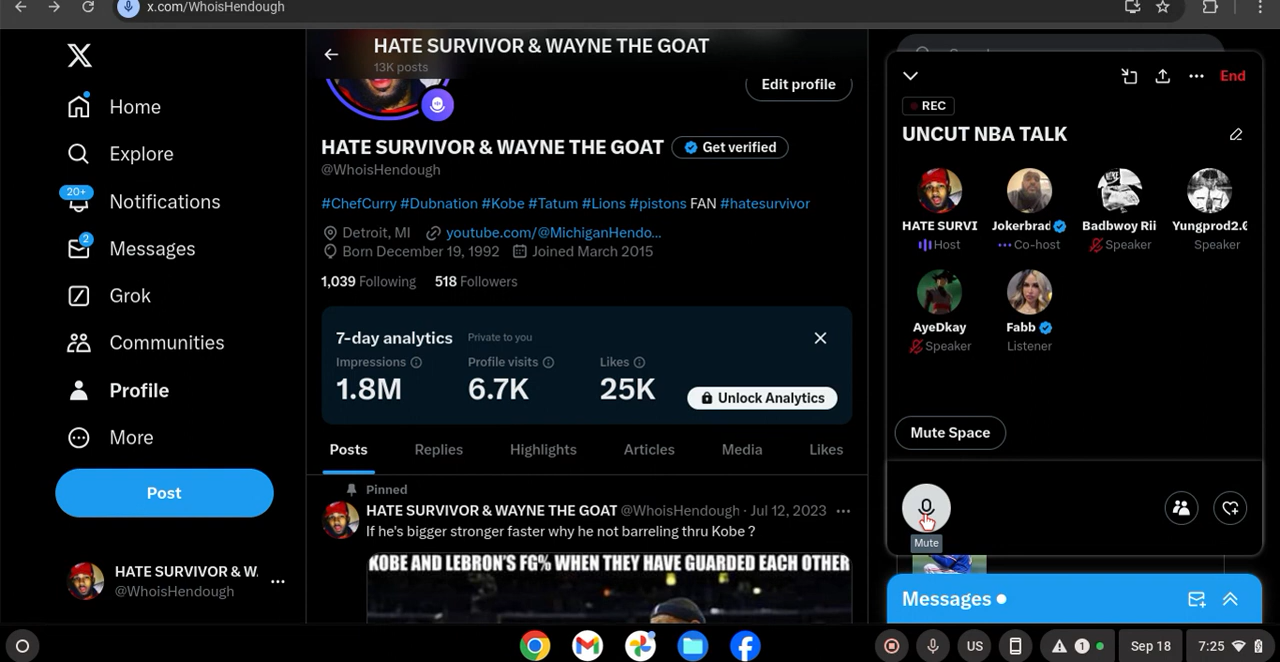 x.com/WhoisHendough
HATE SURVIVOR & WAYNE THE GOAT
13K posts
Home
Explore
20+
Notifications
2
Messages
Grok
Communities
Profile
More
Post
HATE SURVIVOR & W.
@WhoisHendough
Edit profile
HATE SURVIVOR & WAYNE THE GOAT
Get verified
@WhoisHendough
#ChefCurry #Dubnation #Kobe #Tatum #Lions #pistons FAN #hatesurvivor
Detroit, MI youtube.com/@MichiganHendo...
Born December 19, 1992 Joined March 2015
1,039 Following 518 Followers
7-day analytics Private to you
Impressions Profile visits Likes
1.8M 6.7K 25K
Unlock Analytics
Posts Replies Highlights Articles Media Likes
Pinned
HATE SURVIVOR & WAYNE THE GOAT @WhoisHendough · Jul 12, 2023
If he's bigger stronger faster why he not barreling thru Kobe ?
KOBE AND LEBRON'S FG% WHEN THEY HAVE GUARDED EACH OTHER
End
REC
UNCUT NBA TALK
HATE SURVI Jokerbrad Badbwoy Rii Yungprod2.
Host Co-host Speaker Speaker
AyeDkay Fabb
Speaker Listener
Mute Space
Mute
Messages
US
1
Sep 18
7:25